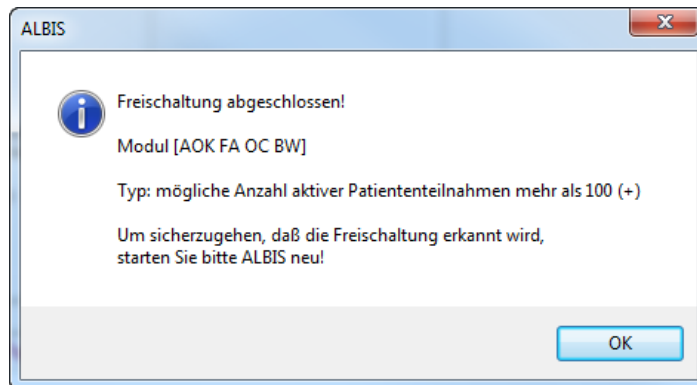 ALBIS
Freischaltung abgeschlossen!
Modul [AOK FA OC BW]
Typ: mögliche Anzahl aktiver Patiententeilnahmen mehr als 100 (+)
Um sicherzugehen, daß die Freischaltung erkannt wird,
starten Sie bitte ALBIS neu!
OK